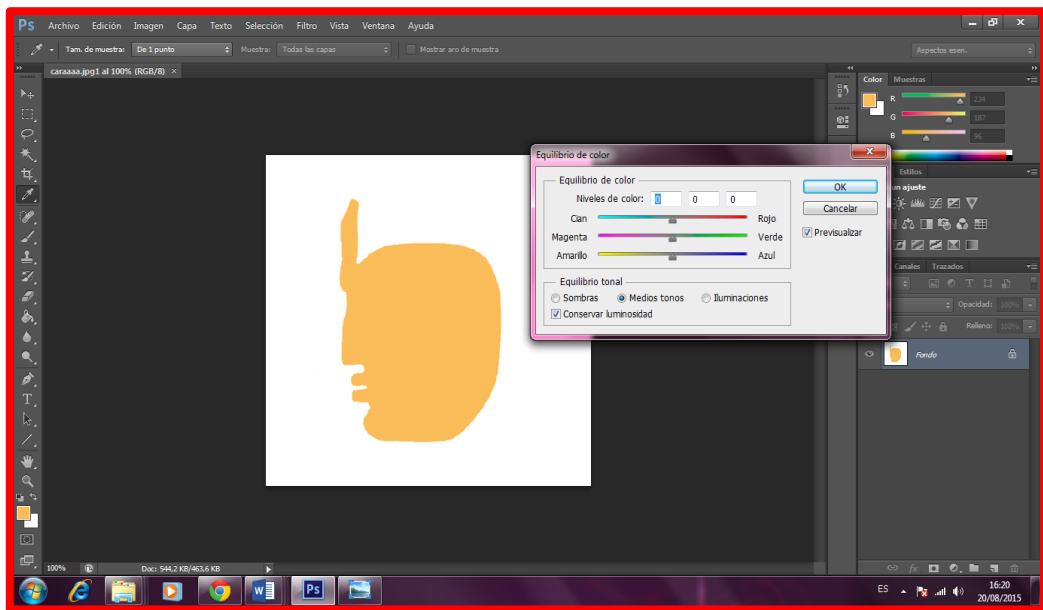 Ps Archivo Edición Imagen Capa Texto Selección Filtro Vista Ventana Ayuda
Tam. de muestra: De 1 punto Muestra: Todas las capas Mostrar aro de muestra Aspectos esen.
caraaaa.jpg1 al 100% (RGB/8) ×
Color Muestras
R 234
G 187
B 96
Estilos
un ajuste
Canales Trazados
Opacidad: 100%
Relleno: 100%
Fondo
Equilibrio de color
Equilibrio de color
Niveles de color: 0 0 0
Cian Rojo
Magenta Verde
Amarillo Azul
Equilibrio tonal
Sombras Medios tonos Iluminaciones
Conservar luminosidad
OK
Cancelar
Previsualizar
100% Doc: 544,2 KB/463,6 KB
ES 16:20
20/08/2015